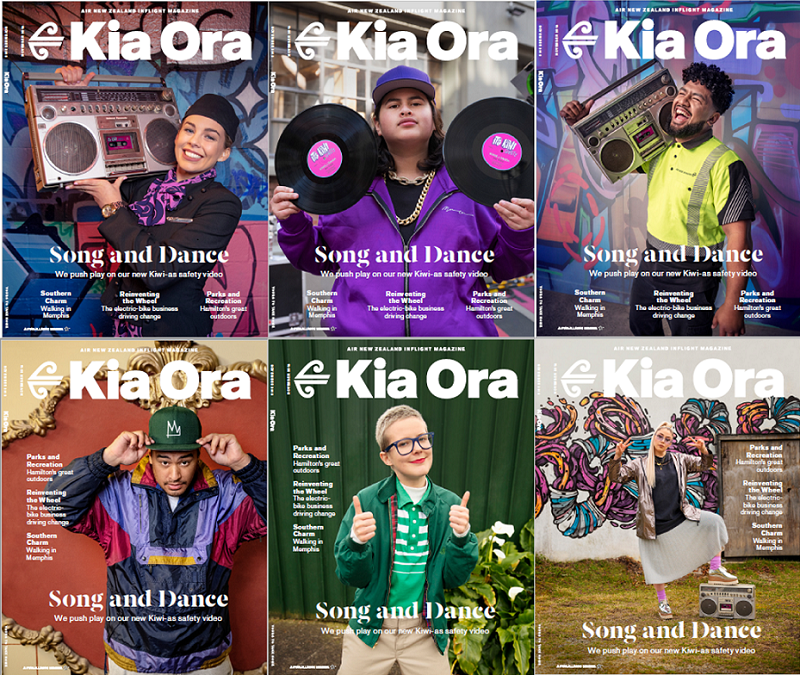 AIR NEW ZEALAND INFLIGHT MAGAZINE
Kia Ora
Kia Ora
Song and Dance
We push play on our new Kiwi-as safety video
Southern
Charm
Walking in
Memphis
Reinventing
the Wheel
The electric-bike business
driving change
Parks and
Recreation
Hamilton's great
outdoors
Kia Ora
ITO KIWI
ITO KIWI
Song and Dance
We push play on our new Kiwi-as safety video
Southern
Charm
Walking in
Memphis
Reinventing
the Wheel
The electric-bike business
driving change
Parks and
Recreation
Hamilton's great
outdoors
AIR NEW ZEALAND INFLIGHT MAGAZINE
Kia Ora
Kia Ora
Song and Dance
We push play on our new Kiwi-as safety video
Southern
Charm
Walking in
Memphis
Reinventing
the Wheel
The electric-bike business
driving change
Parks and
Recreation
Hamilton's great
outdoors
AIR NEW ZEALAND INFLIGHT MAGAZINE
Kia Ora
Kia Ora
Parks and
Recreation
Hamilton's great
outdoors
Reinventing
the Wheel
The electric-
bike business
driving change
Southern
Charm
Walking in
Memphis
Song and Dance
We push play on our new Kiwi-as safety video
AIR NEW ZEALAND INFLIGHT MAGAZINE
Kia Ora
Kia Ora
Parks and
Recreation
Hamilton's great
outdoors
Reinventing
the Wheel
The electric-
bike business
driving change
Southern
Charm
Walking in
Memphis
Song and Dance
We push play on our new Kiwi-as safety video
AIR NEW ZEALAND INFLIGHT MAGAZINE
Kia Ora
Parks and
Recreation
Hamilton's great
outdoors
Reinventing
the Wheel
The electric-
bike business
driving change
Southern
Charm
Walking in
Memphis
Song and Dance
We push play on our new Kiwi-as safety video